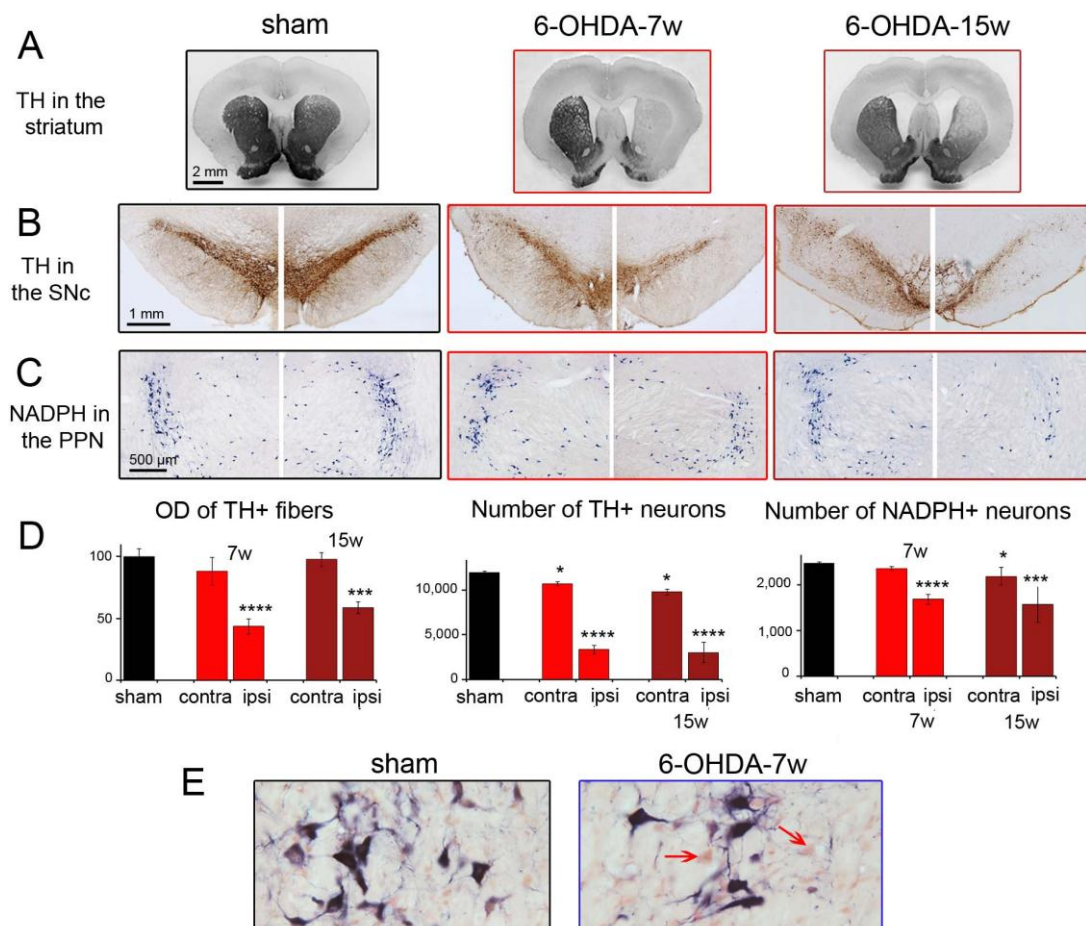 A
sham
6-OHDA-7w
6-OHDA-15w
TH in the
striatum
2 mm
B
TH in
the SNc
1 mm
C
NADPH in
the PPN
500 µm
D
OD of TH+ fibers
Number of TH+ neurons
Number of NADPH+ neurons
100
50
0
7w
15w
****
***
sham
contra
ipsi
contra
ipsi
10,000
5,000
0
*
****
*
****
sham
contra
ipsi
contra
ipsi
15w
2,000
1,000
0
7w
****
*
***
sham
contra
ipsi
contra
ipsi
7w
15w
E
sham
6-OHDA-7w